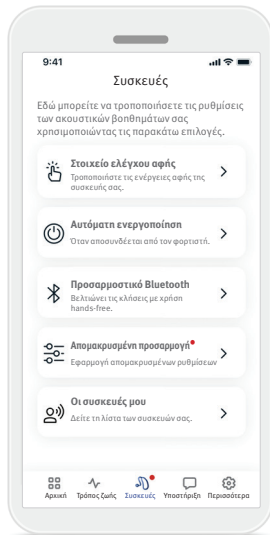 9:41
Συσκευές
Εδώ μπορείτε να τροποποιήσετε τις ρυθμίσεις
των ακουστικών βοηθημάτων σας
χρησιμοποιώντας τις παρακάτω επιλογές.
Στοιχείο ελέγχου αφής
Τροποποιήστε τις ενέργειες αφής της
συσκευής σας.
Αυτόματη ενεργοποίηση
Όταν αποσυνδέεται από τον φορτιστή.
Προσαρμοστικό Bluetooth
Βελτιώνει τις κλήσεις με χρήση
hands-free.
Απομακρυσμένη προσαρμογή
Εφαρμογή απομακρυσμένων ρυθμίσεων
Οι συσκευές μου
Δείτε τη λίστα των συσκευών σας.
Αρχική Τρόπος ζωής Συσκευές Υποστήριξη Περισσότερα